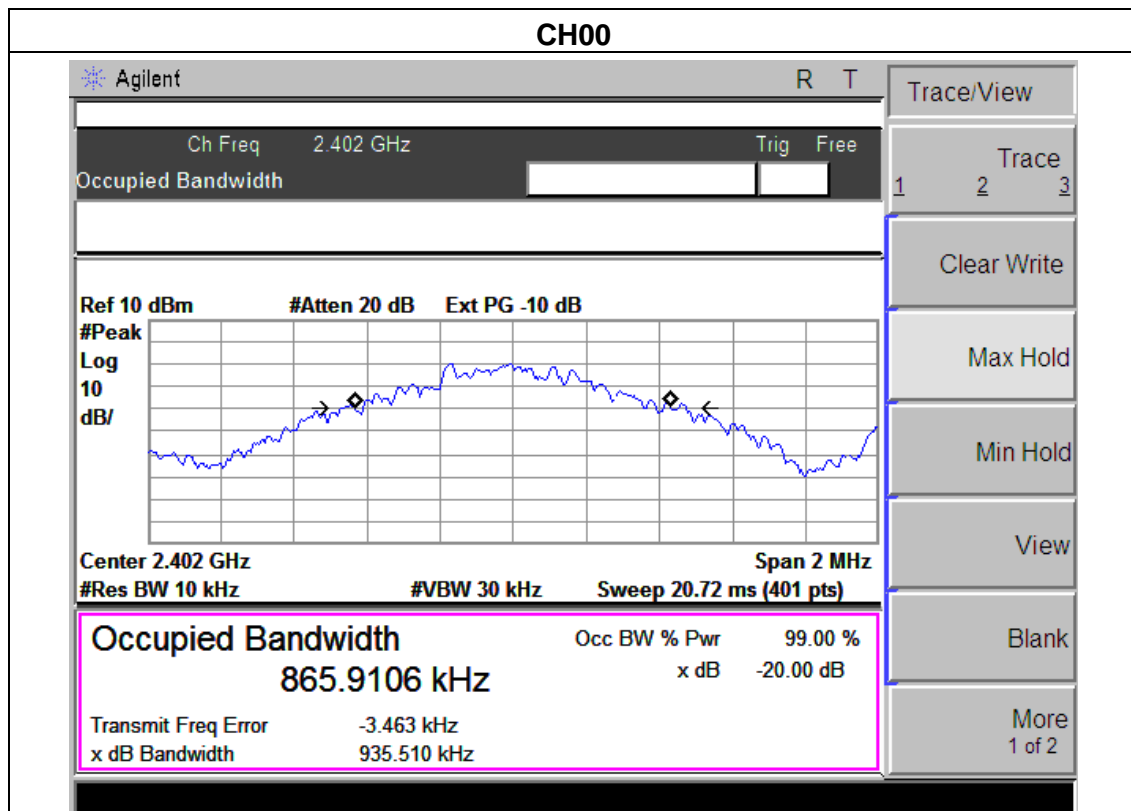 CH00
Agilent R T
Trace/View
Ch Freq 2.402 GHz Trig Free
Occupied Bandwidth
Trace
1 2 3
Clear Write
Ref 10 dBm #Atten 20 dB Ext PG -10 dB
#Peak
Log
10
dB/
Max Hold
Min Hold
View
Center 2.402 GHz Span 2 MHz
#Res BW 10 kHz #VBW 30 kHz Sweep 20.72 ms (401 pts)
Occupied Bandwidth Occ BW % Pwr 99.00 %
865.9106 kHz x dB -20.00 dB
Transmit Freq Error -3.463 kHz
x dB Bandwidth 935.510 kHz
Blank
More
1 of 2